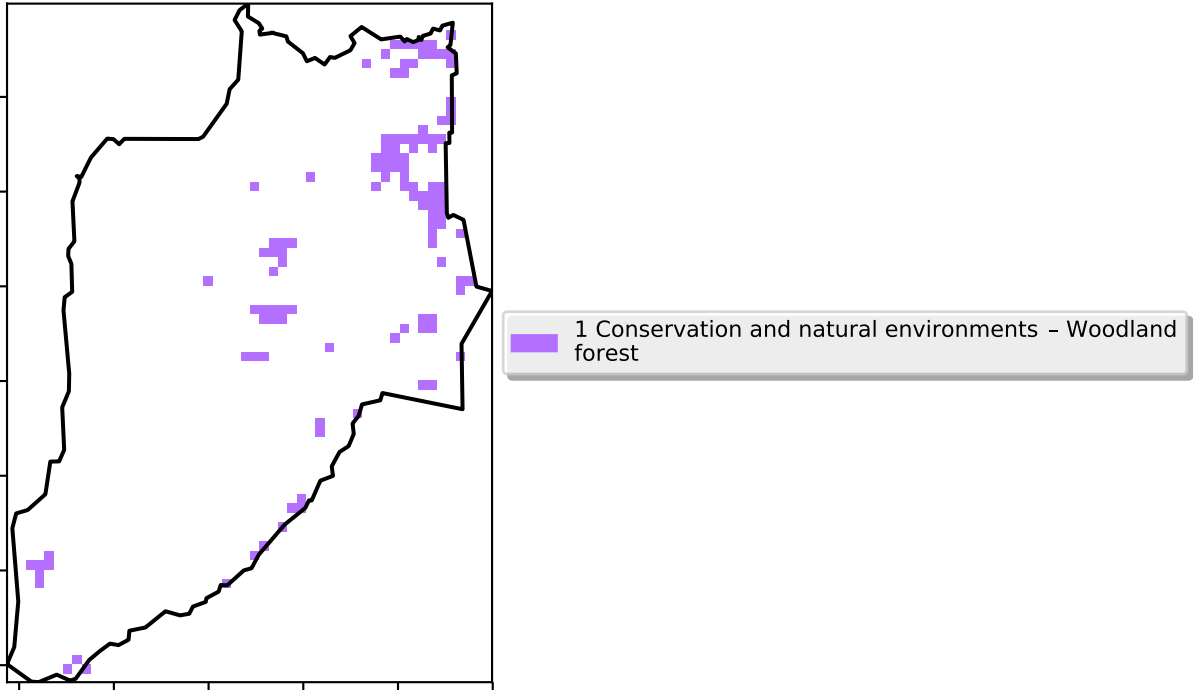 1 Conservation and natural environments – Woodland
forest